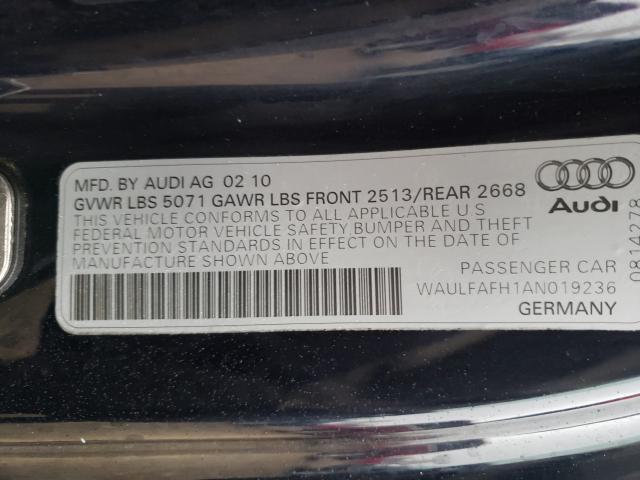 MFD. BY AUDI AG 02 10
GVWR LBS 5071 GAWR LBS FRONT 2513/REAR 2668
THIS VEHICLE CONFORMS TO ALL APPLICABLE U S
FEDERAL MOTOR VEHICLE SAFETY, BUMPER AND THEFT
PREVENTION STANDARDS IN EFFECT ON THE DATE OF
MANUFACTURE SHOWN ABOVE
Audi
PASSENGER CAR
WAULFAFH1AN019236
GERMANY
0814278